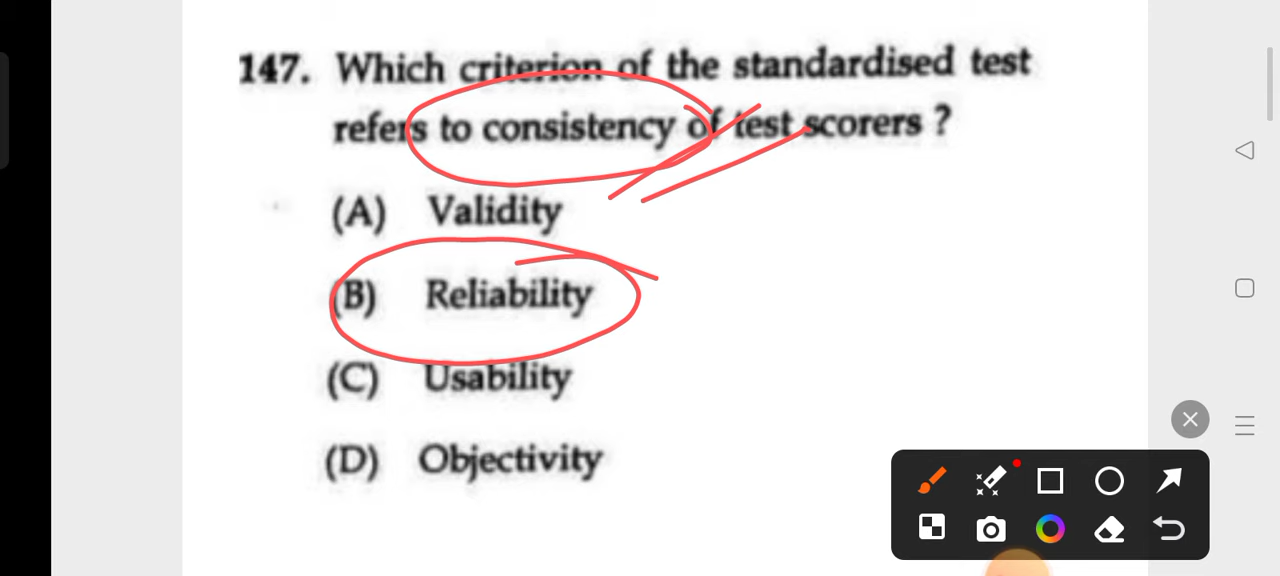 147. Which criterion of the standardised test
refers to consistency of test scorers ?
(A) Validity
(B) Reliability
(C) Usability
(D) Objectivity